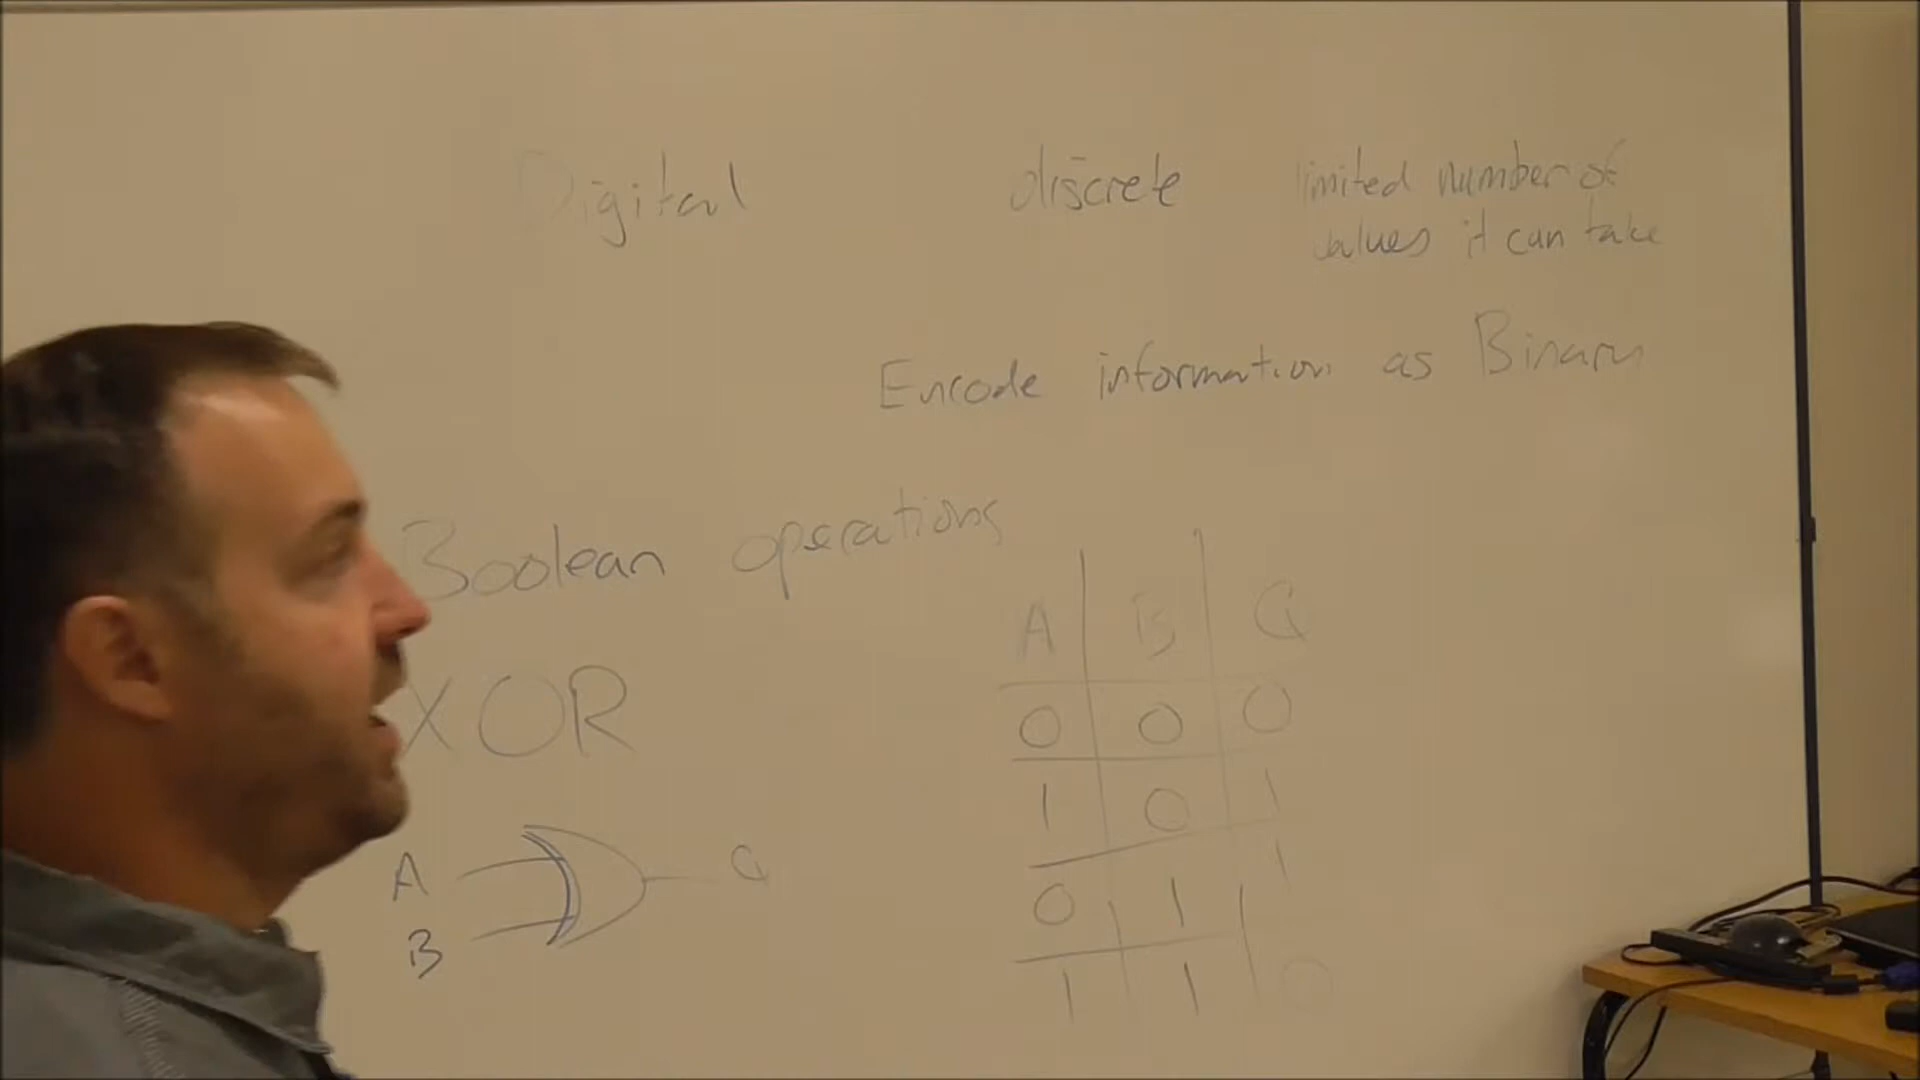 Digital discrete limited number of
values it can take
Encode information as Binary
Boolean operations
XOR
A B Q
0 0 0
1 0 1
0 1 1
1 1 0
A Q
B